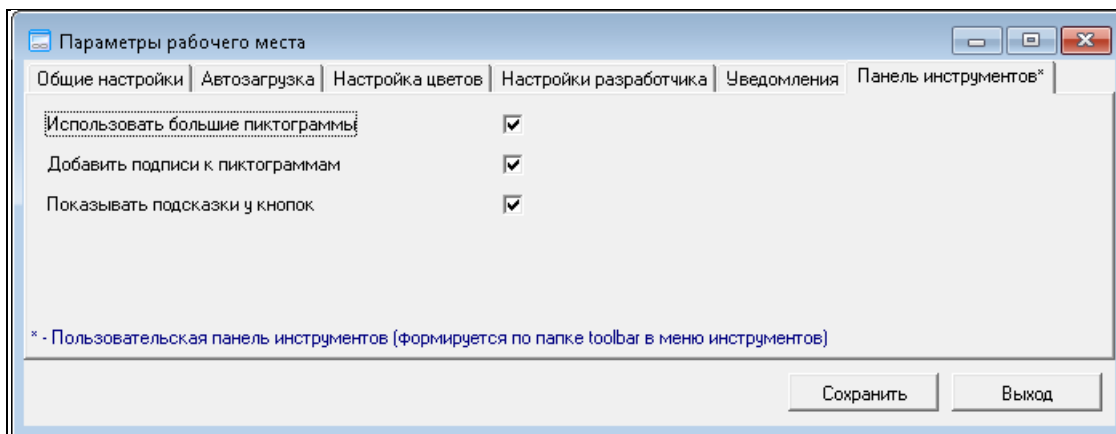 Параметры рабочего места
Общие настройки Автозагрузка Настройка цветов Настройки разработчика Уведомления Панель инструментов*
Использовать большие пиктограммы
Добавить подписи к пиктограммам
Показывать подсказки у кнопок
* - Пользовательская панель инструментов (формируется по папке toolbar в меню инструментов)
Сохранить Выход